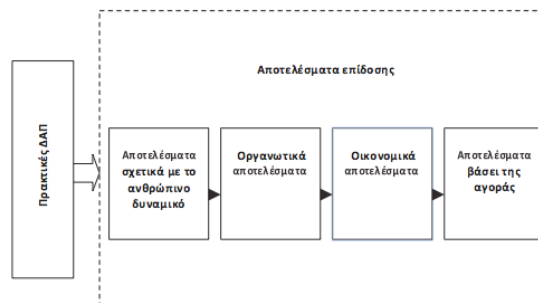 Αποτελέσματα επίδοσης
Πρακτικές ΔΑΠ
Αποτελέσματα
σχετικά με το
ανθρώπινο
δυναμικό
Οργανωτικά
αποτελέσματα
Οικονομικά
αποτελέσματα
Αποτελέσματα
βάσει της
αγοράς